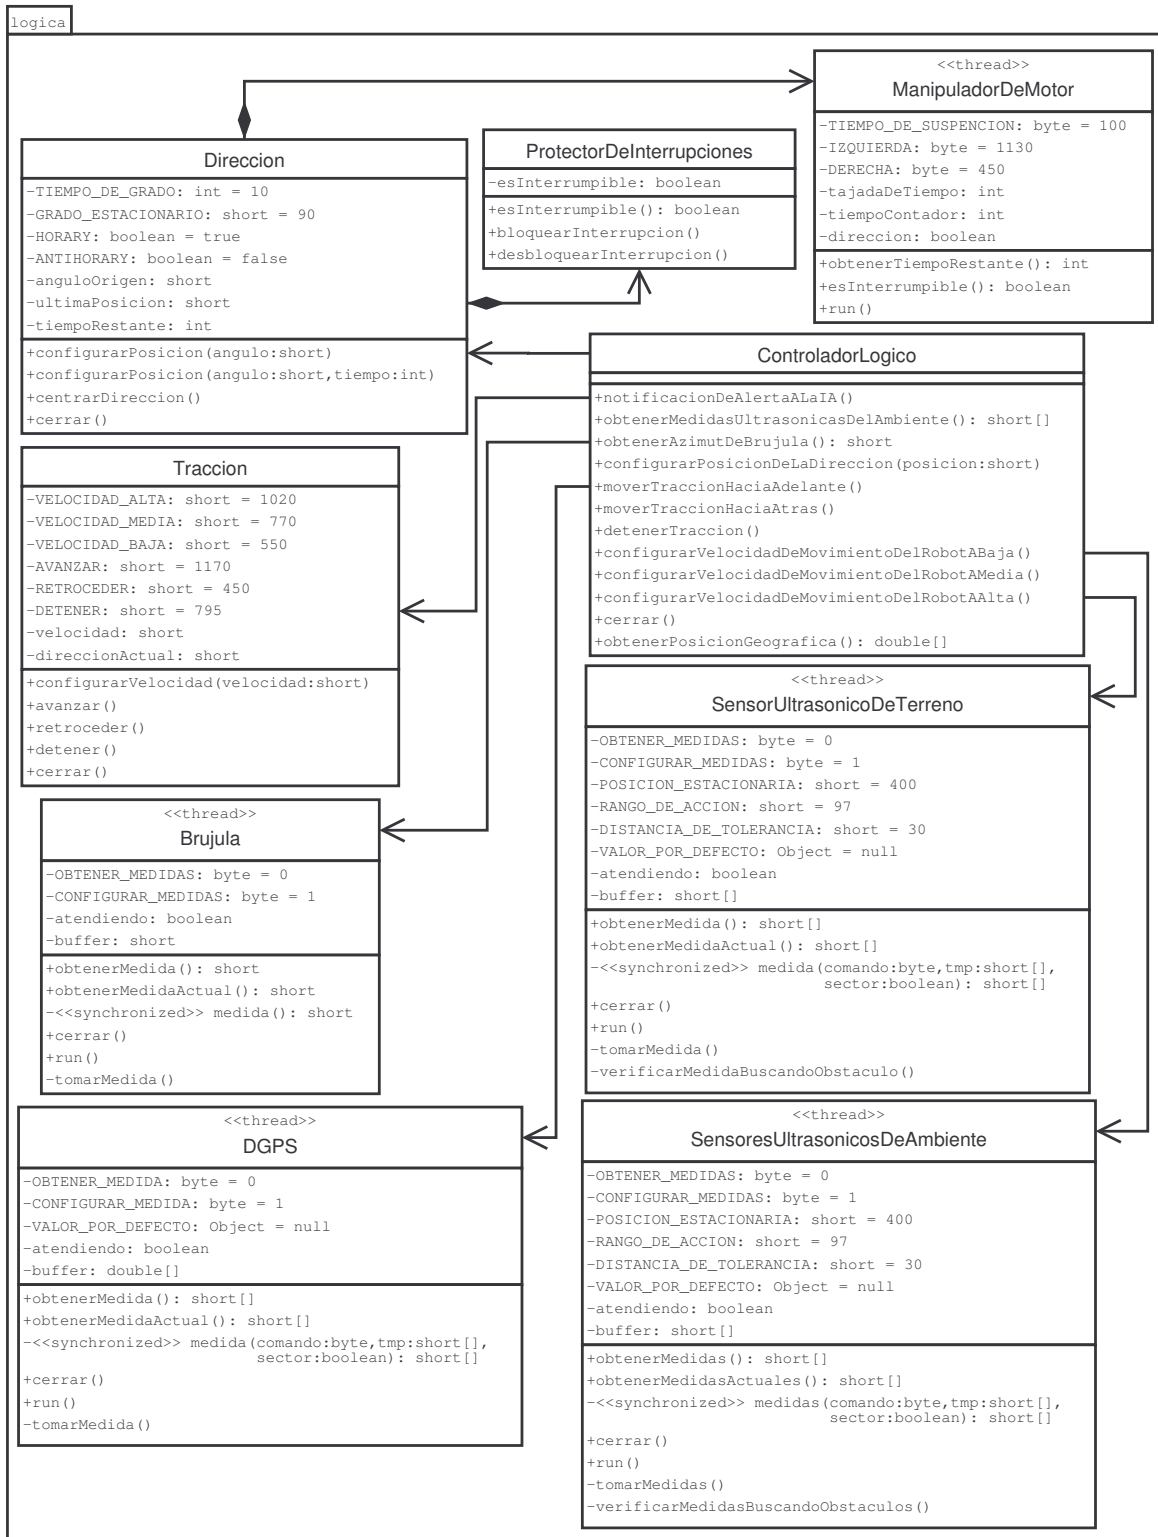 logica
<<thread>>
ManipuladorDeMotor
-TIEMPO_DE_SUSPENCION: byte = 100
-IZQUIERDA: byte = 1130
-DERECHA: byte = 450
-tajadaDeTiempo: int
-tiempoContador: int
-direccion: boolean
+obtenerTiempoRestante(): int
+esInterrumpible(): boolean
+run()
Direccion
-TIEMPO_DE_GRADO: int = 10
-GRADO_ESTACIONARIO: short = 90
-HORARY: boolean = true
-ANTIHORARY: boolean = false
-anguloOrigen: short
-ultimaPosicion: short
-tiempoRestante: int
+configurarPosicion(angulo:short)
+configurarPosicion(angulo:short,tiempo:int)
+centrarDireccion()
+cerrar()
ProtectorDeInterrupciones
-esInterrumpible: boolean
+esInterrumpible(): boolean
+bloquearInterrupcion()
+desbloquearInterrupcion()
ControladorLogico
+notificacionDeAlertaALaIA()
+obtenerMedidasUltrasonicasDelAmbiente(): short[]
+obtenerAzimutDeBrujula(): short
+configurarPosicionDeLaDireccion(posicion:short)
+moverTraccionHaciaAdelante()
+moverTraccionHaciaAtras()
+detenerTraccion()
+configurarVelocidadDeMovimientoDelRobotABaja()
+configurarVelocidadDeMovimientoDelRobotAMedia()
+configurarVelocidadDeMovimientoDelRobotAAlta()
+cerrar()
+obtenerPosicionGeografica(): double[]
Traccion
-VELOCIDAD_ALTA: short = 1020
-VELOCIDAD_MEDIA: short = 770
-VELOCIDAD_BAJA: short = 550
-AVANZAR: short = 1170
-RETROCEDER: short = 450
-DETENER: short = 795
-velocidad: short
-direccionActual: short
+configurarVelocidad(velocidad:short)
+avanzar()
+retroceder()
+detener()
+cerrar()
<<thread>>
SensorUltrasonicoDeTerreno
-OBTENER_MEDIDAS: byte = 0
-CONFIGURAR_MEDIDAS: byte = 1
-POSICION_ESTACIONARIA: short = 400
-RANGO_DE_ACCION: short = 97
-DISTANCIA_DE_TOLERANCIA: short = 30
-VALOR_POR_DEFECTO: Object = null
-atendiendo: boolean
-buffer: short[]
+obtenerMedida(): short[]
+obtenerMedidaActual(): short[]
-<<synchronized>> medida(comando:byte,tmp:short[],
sector:boolean): short[]
+cerrar()
+run()
-tomarMedida()
-verificarMedidaBuscandoObstaculo()
<<thread>>
Brujula
-OBTENER_MEDIDAS: byte = 0
-CONFIGURAR_MEDIDAS: byte = 1
-atendiendo: boolean
-buffer: short
+obtenerMedida(): short
+obtenerMedidaActual(): short
-<<synchronized>> medida(): short
+cerrar()
+run()
-tomarMedida()
<<thread>>
DGPS
-OBTENER_MEDIDA: byte = 0
-CONFIGURAR_MEDIDA: byte = 1
-VALOR_POR_DEFECTO: Object = null
-atendiendo: boolean
-buffer: double[]
+obtenerMedida(): short[]
+obtenerMedidaActual(): short[]
-<<synchronized>> medida(comando:byte,tmp:short[],
sector:boolean): short[]
+cerrar()
+run()
-tomarMedida()
<<thread>>
SensoresUltrasonicosDeAmbiente
-OBTENER_MEDIDAS: byte = 0
-CONFIGURAR_MEDIDAS: byte = 1
-POSICION_ESTACIONARIA: short = 400
-RANGO_DE_ACCION: short = 97
-DISTANCIA_DE_TOLERANCIA: short = 30
-VALOR_POR_DEFECTO: Object = null
-atendiendo: boolean
-buffer: short[]
+obtenerMedidas(): short[]
+obtenerMedidasActuales(): short[]
-<<synchronized>> medidas(comando:byte,tmp:short[],
sector:boolean): short[]
+cerrar()
+run()
-tomarMedidas()
-verificarMedidasBuscandoObstaculos()